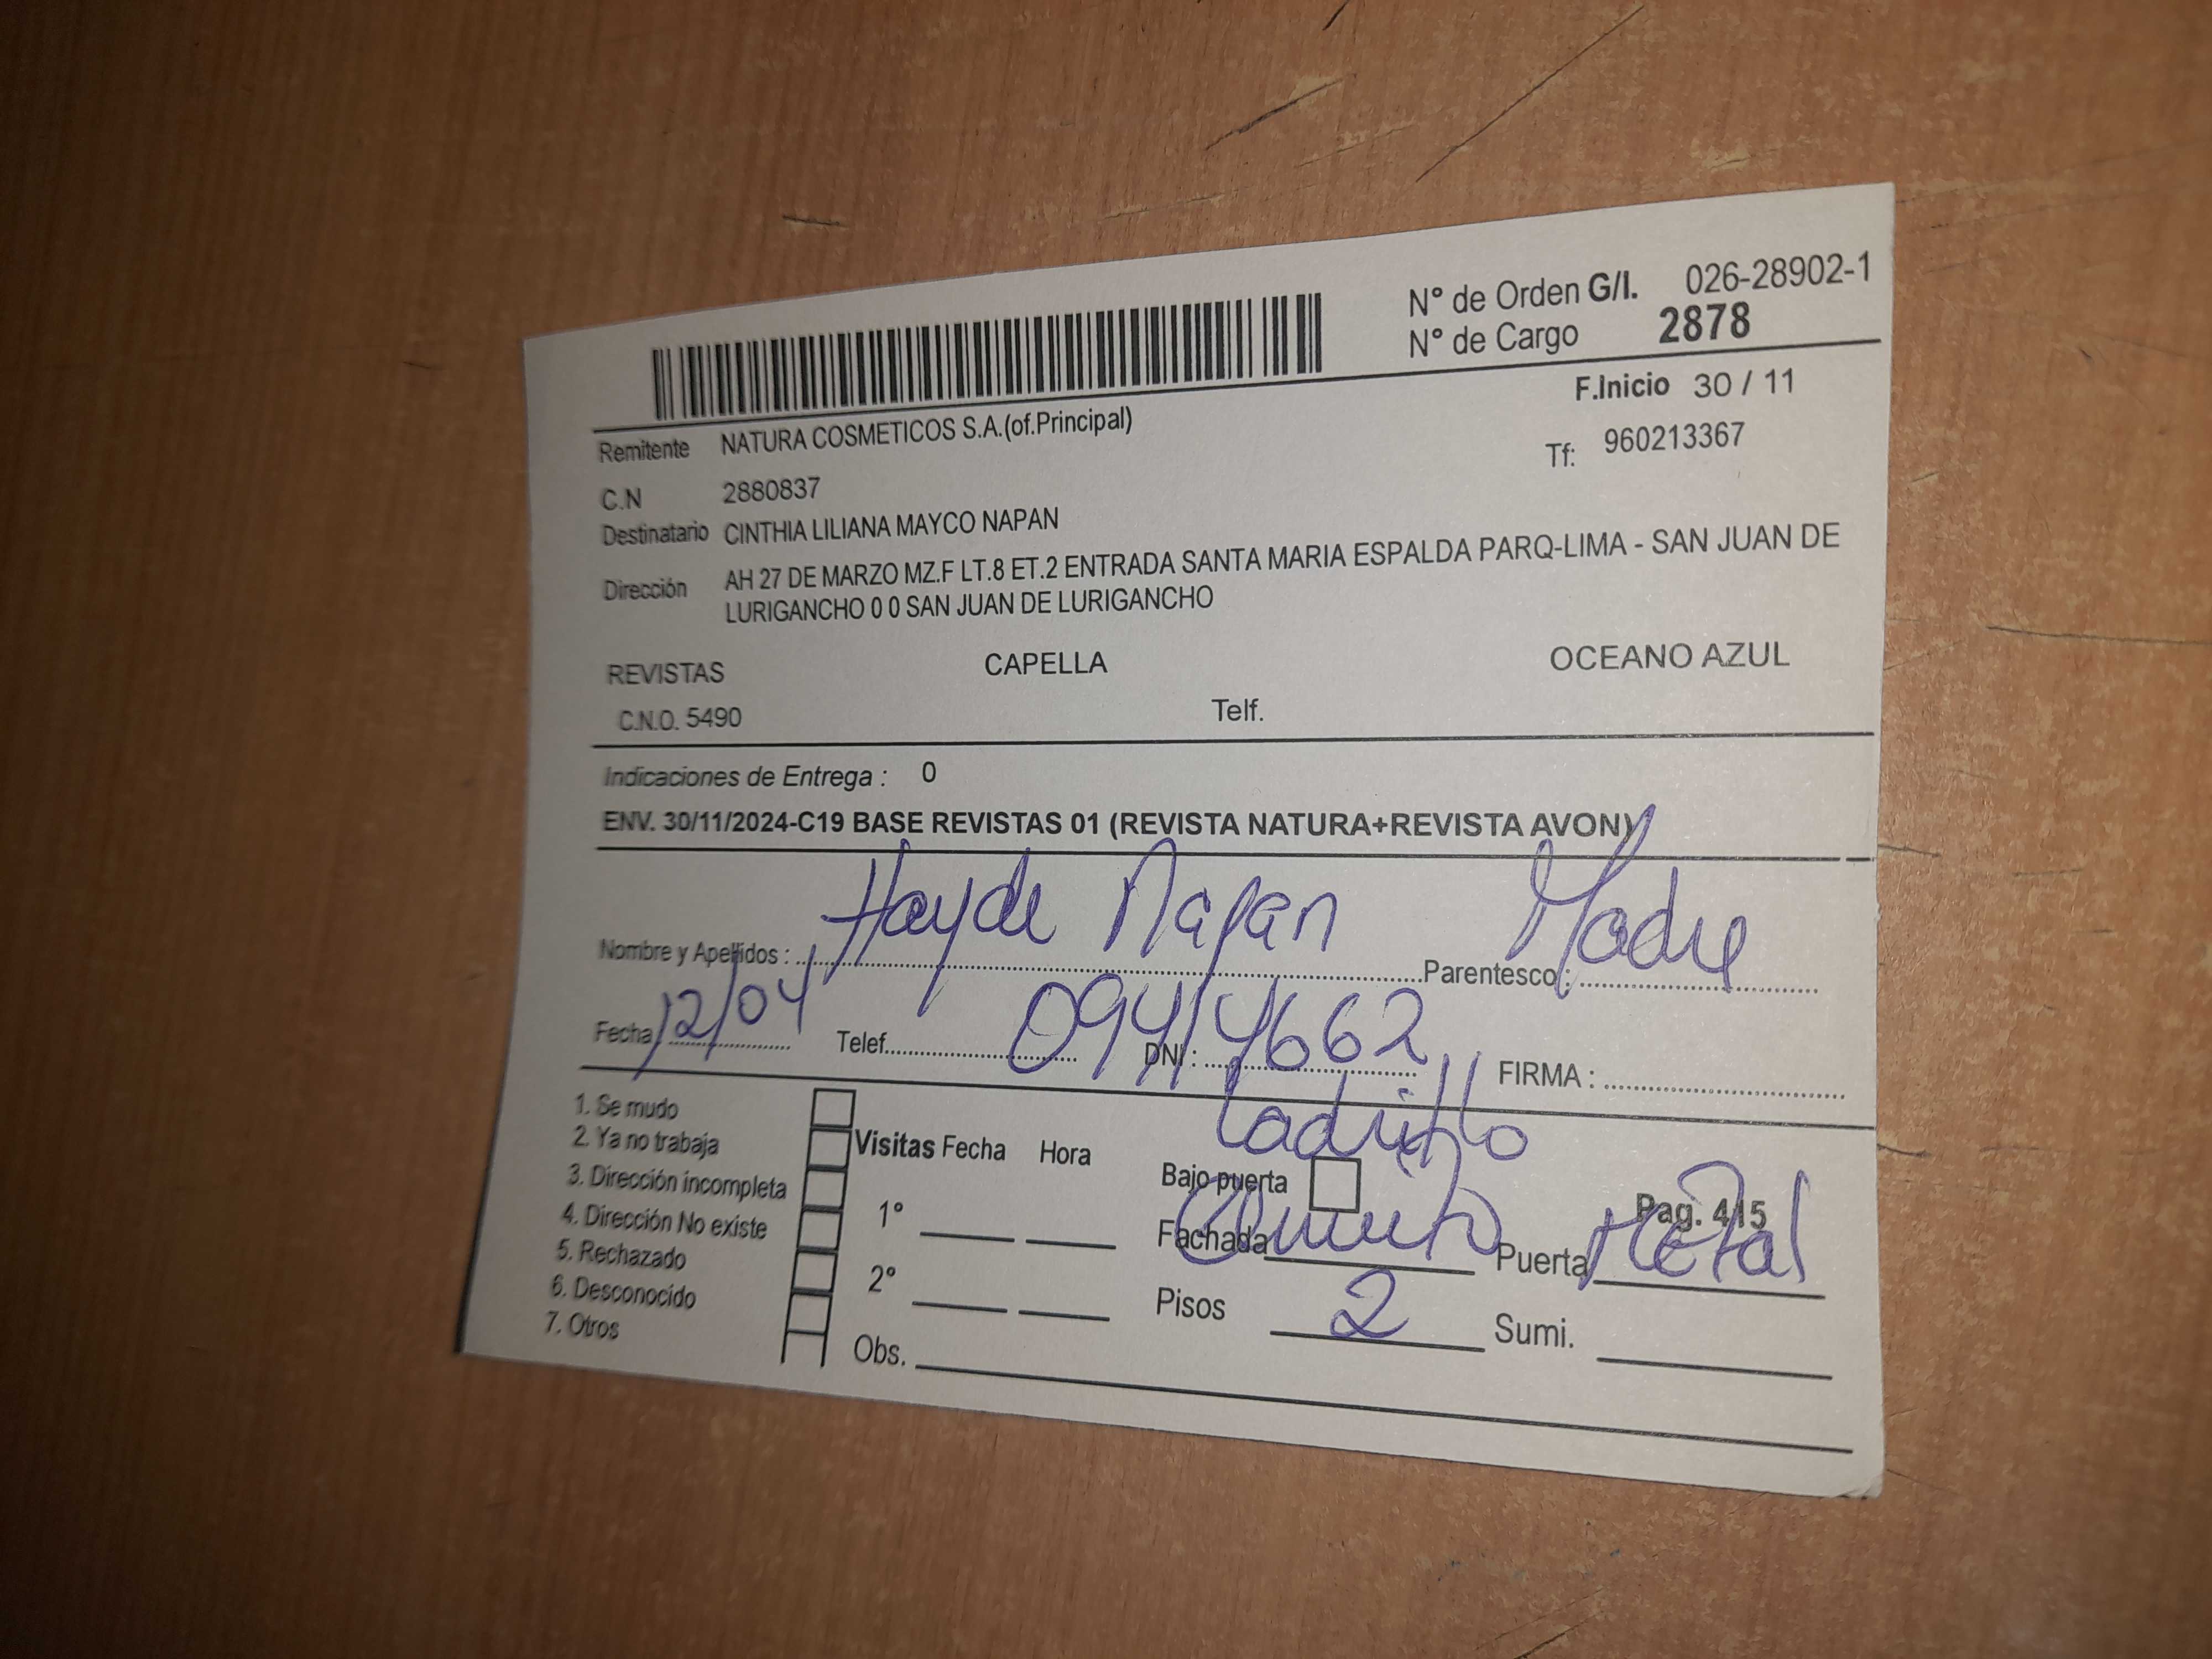 N° de Orden G/I. 026-28902-1
N° de Cargo 2878
F.Inicio 30 / 11
Remitente NATURA COSMETICOS S.A.(of.Principal)
Tf: 960213367
C.N 2880837
Destinatario CINTHIA LILIANA MAYCO NAPAN
Dirección AH 27 DE MARZO MZ.F LT.8 ET.2 ENTRADA SANTA MARIA ESPALDA PARQ-LIMA - SAN JUAN DE
LURIGANCHO 0 0 SAN JUAN DE LURIGANCHO
REVISTAS CAPELLA OCEANO AZUL
C.N.O. 5490 Telf.
Indicaciones de Entrega : 0
ENV. 30/11/2024-C19 BASE REVISTAS 01 (REVISTA NATURA+REVISTA AVON)
Nombre y Apellidos : Hayde Napan Parentesco : Madre
Fecha 12/04 Telef. DNI : 09414662 FIRMA :
Ladrillo
1. Se mudo
2. Ya no trabaja
3. Dirección incompleta
4. Dirección No existe
5. Rechazado
6. Desconocido
7. Otros
Visitas Fecha Hora
1°
2°
Obs.
Bajo puerta
Pag. 415
Fachada Puerta Metal
Pisos 2 Sumi.